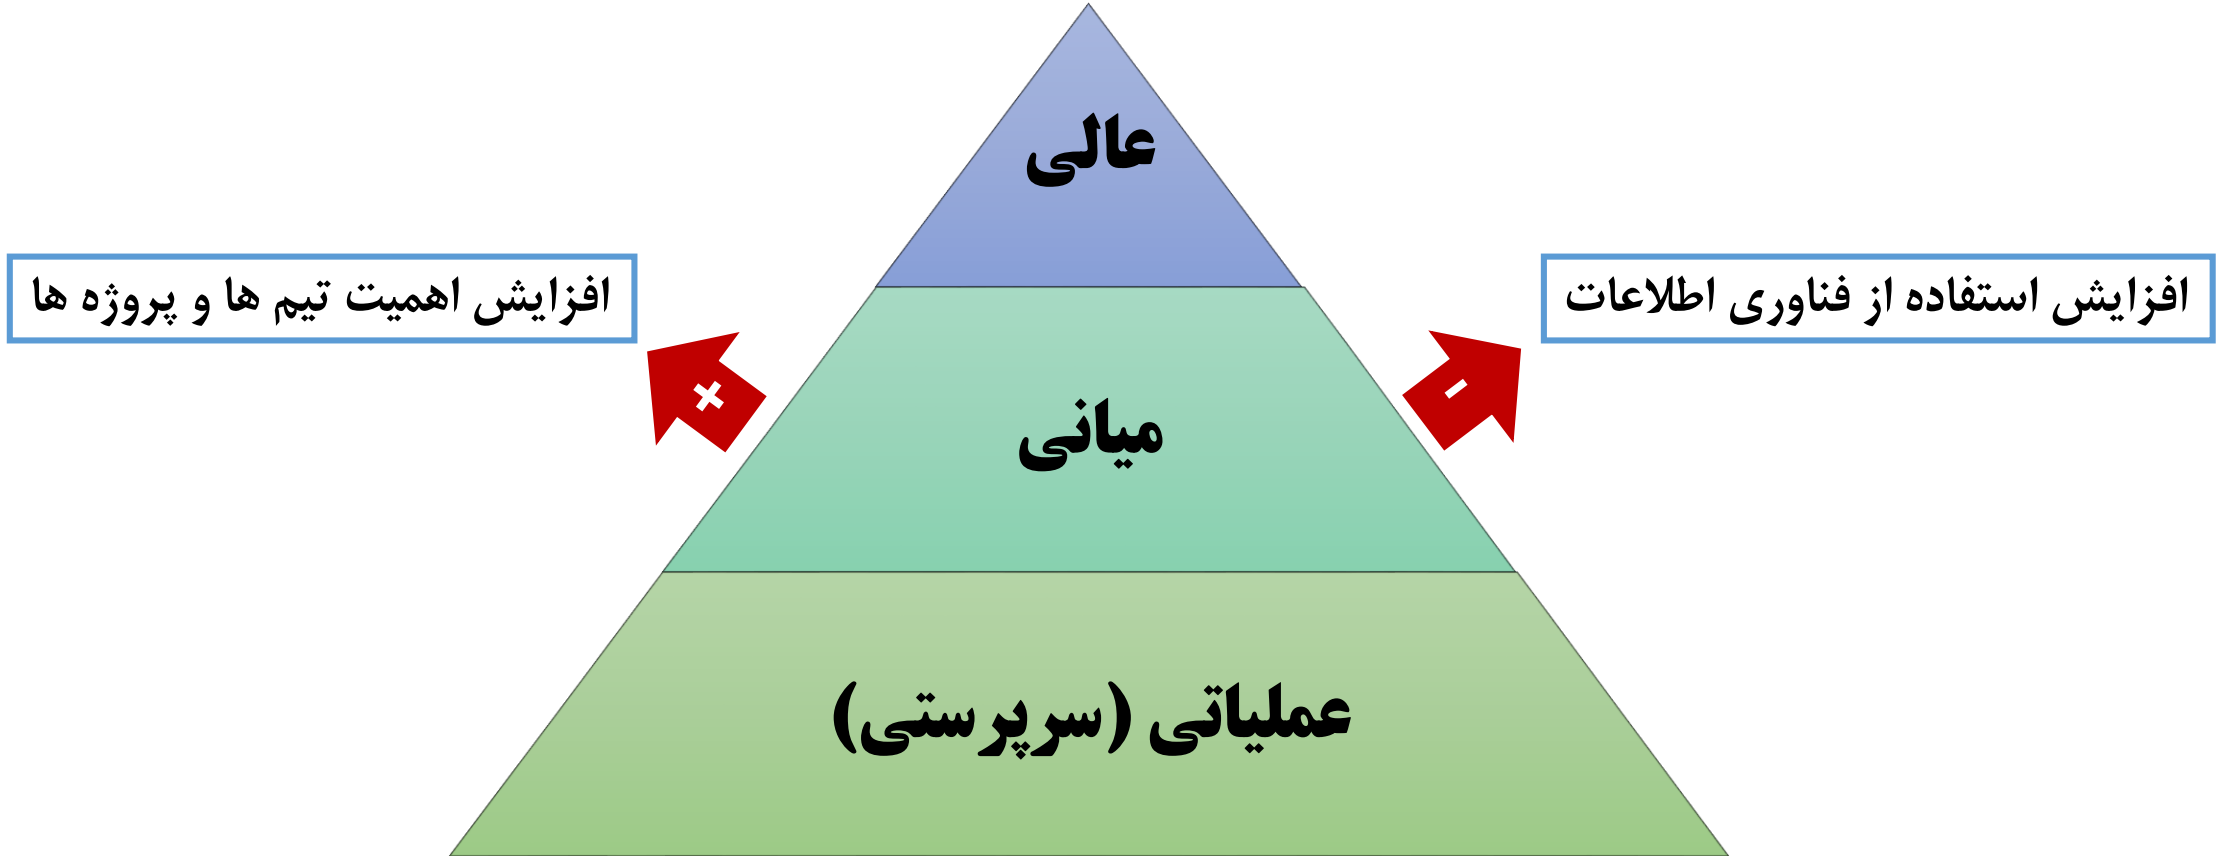 عالی
افزایش استفاده از فناوری اطلاعات
افزایش اهمیت تیم ها و پروژه ها
-
+
میانی
عملیاتی (سرپرستی)